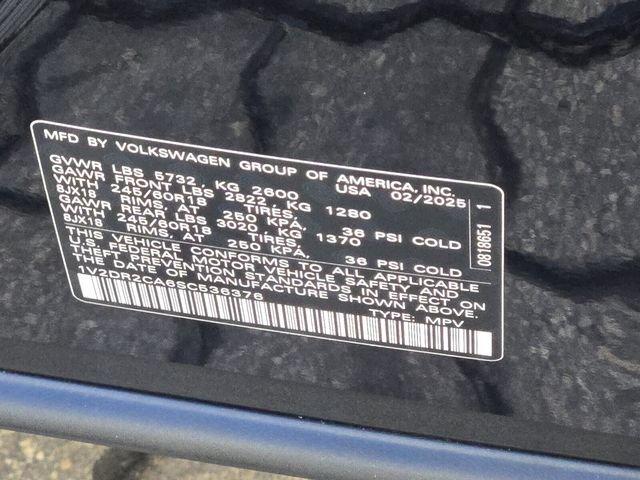 MFD BY VOLKSWAGEN GROUP OF AMERICA, INC.
GVWR LBS 5732, KG 2600 USA 02/2025
GAWR FRONT LBS 2822, KG 1280
WITH 245/60R18 TIRES,
8JX18 RIMS, AT 250 KPA, 36 PSI COLD
GAWR REAR LBS 3020, KG 1370
WITH 245/60R18 TIRES,
8JX18 RIMS, AT 250 KPA, 36 PSI COLD
THIS VEHICLE CONFORMS TO ALL APPLICABLE
U.S. FEDERAL MOTOR VEHICLE SAFETY AND
THEFT PREVENTION STANDARDS IN EFFECT ON
THE DATE OF MANUFACTURE SHOWN ABOVE.
1V2DR2CA6SC536376 TYPE: MPV
0818651 1